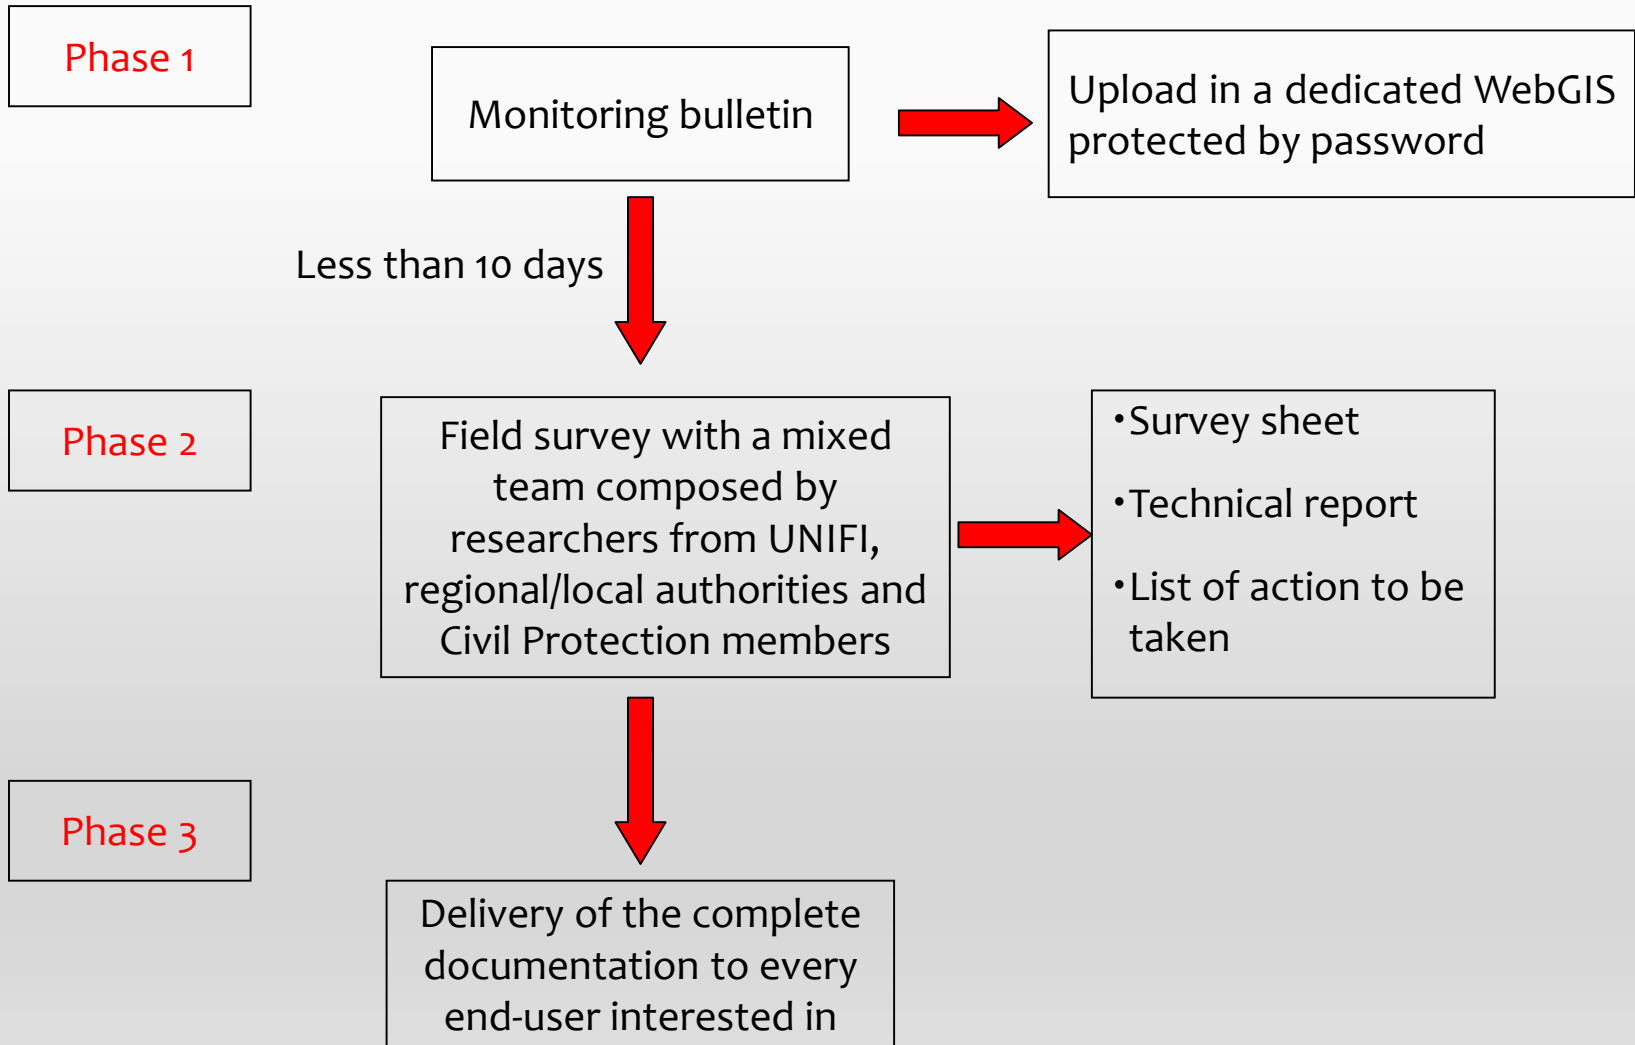 Phase 1
Monitoring bulletin
Upload in a dedicated WebGIS
protected by password
Less than 10 days
Phase 2
Field survey with a mixed
team composed by
researchers from UNIFI,
regional/local authorities and
Civil Protection members
•Survey sheet
•Technical report
•List of action to be
taken
Phase 3
Delivery of the complete
documentation to every
end-user interested in